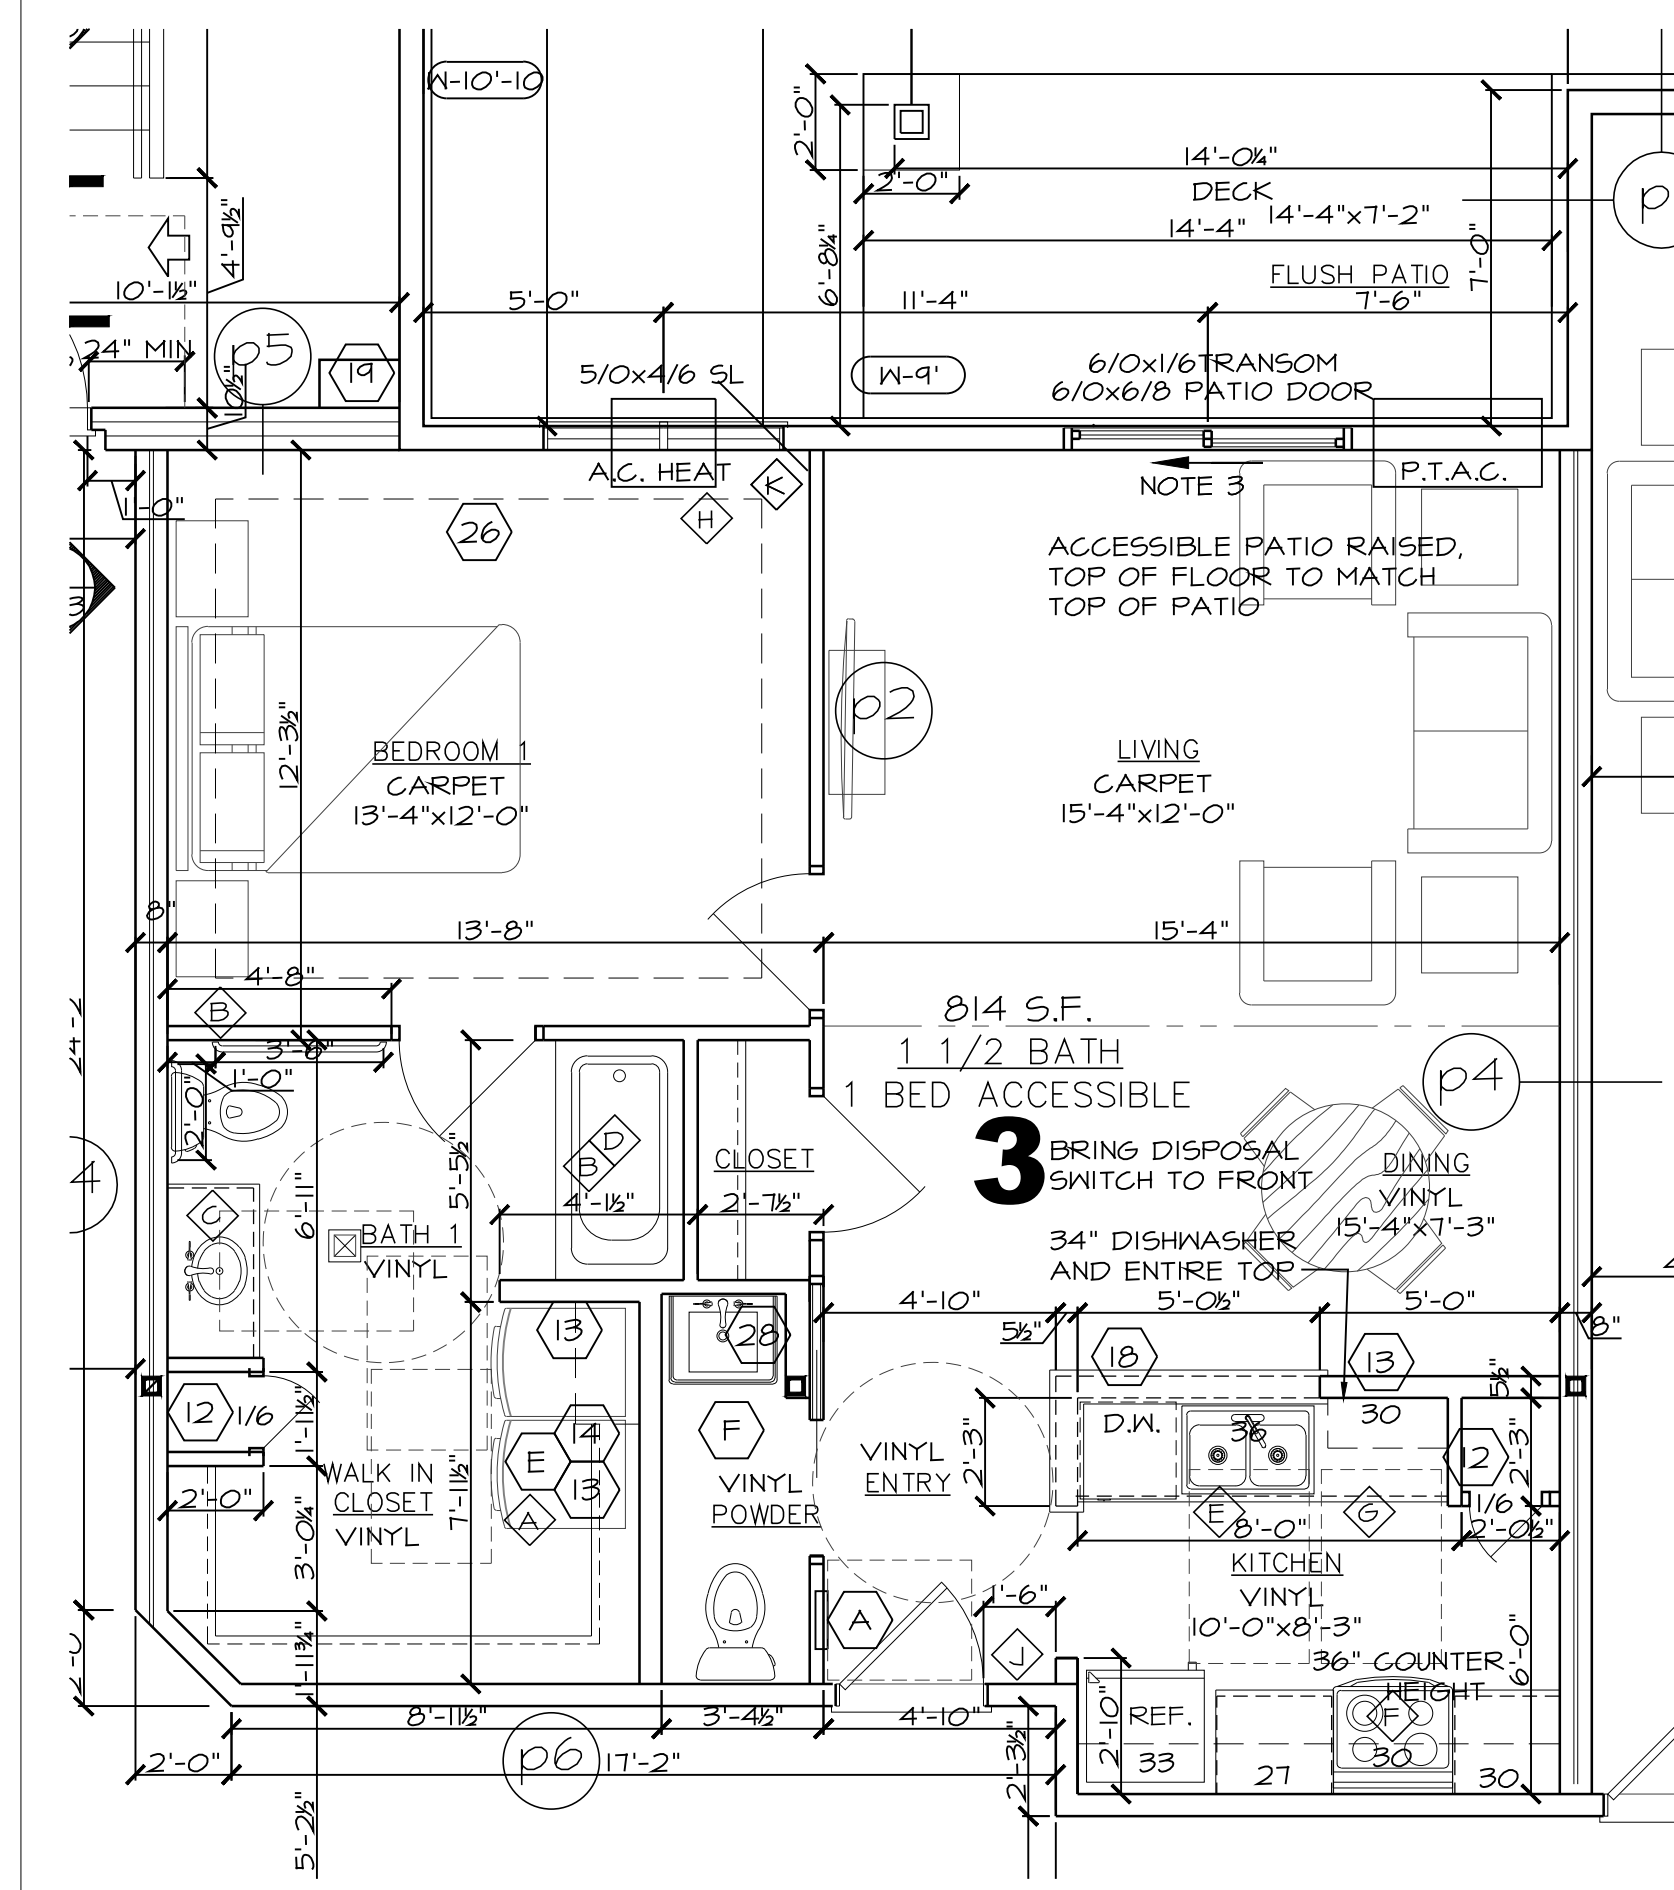 W-10'-10
2'-0"
14'-0¼"
2'-0"
DECK
14'-4"x7'-2"
14'-4"
4'-9½"
6'-8¼"
7'-0"
FLUSH PATIO
10'-1½"
5'-0"
11'-4"
7'-6"
24" MIN
p5
19
10½"
5/0x4/6 SL
W-9'
6/0x1/6 TRANSOM
6/0x6/8 PATIO DOOR
p
A.C. HEAT
K
NOTE 3
P.T.A.C.
1'-0"
H
26
ACCESSIBLE PATIO RAISED,
TOP OF FLOOR TO MATCH
TOP OF PATIO
3
p2
12'-3½"
BEDROOM 1
CARPET
13'-4"x12'-0"
LIVING
CARPET
15'-4"x12'-0"
8"
13'-8"
15'-4"
4'-8"
B
24'-2
814 S.F.
1 1/2 BATH
1 BED ACCESSIBLE
3
3'-6"
1'-0"
2'-0"
p4
BRING DISPOSAL
SWITCH TO FRONT
D
B
CLOSET
5'-5½"
DINING
VINYL
15'-4"x7'-3"
4
6'-11"
4'-1½"
2'-7½"
C
BATH 1
VINYL
34" DISHWASHER
AND ENTIRE TOP
4'-10"
5'-0½"
5'-0"
5½"
8"
13
28
18
13
5½"
12
1/6
1'-11½"
F
D.W.
36
30
14
E
13
A
VINYL
ENTRY
2'-3"
12
2'-3"
WALK IN
CLOSET
VINYL
2'-0"
7'-11½"
VINYL
POWDER
E
G
1/6
8'-0"
2'-0½"
3'-0¼"
KITCHEN
VINYL
10'-0"x8'-3"
1'-6"
A
J
6'-0"
36" COUNTER
HEIGHT
2'-0
1'-11¾"
8'-11½"
3'-4½"
4'-10"
2'-10"
REF.
33
F
30
27
30
2'-0"
p6
17'-2"
2'-3½"
5'-2½"